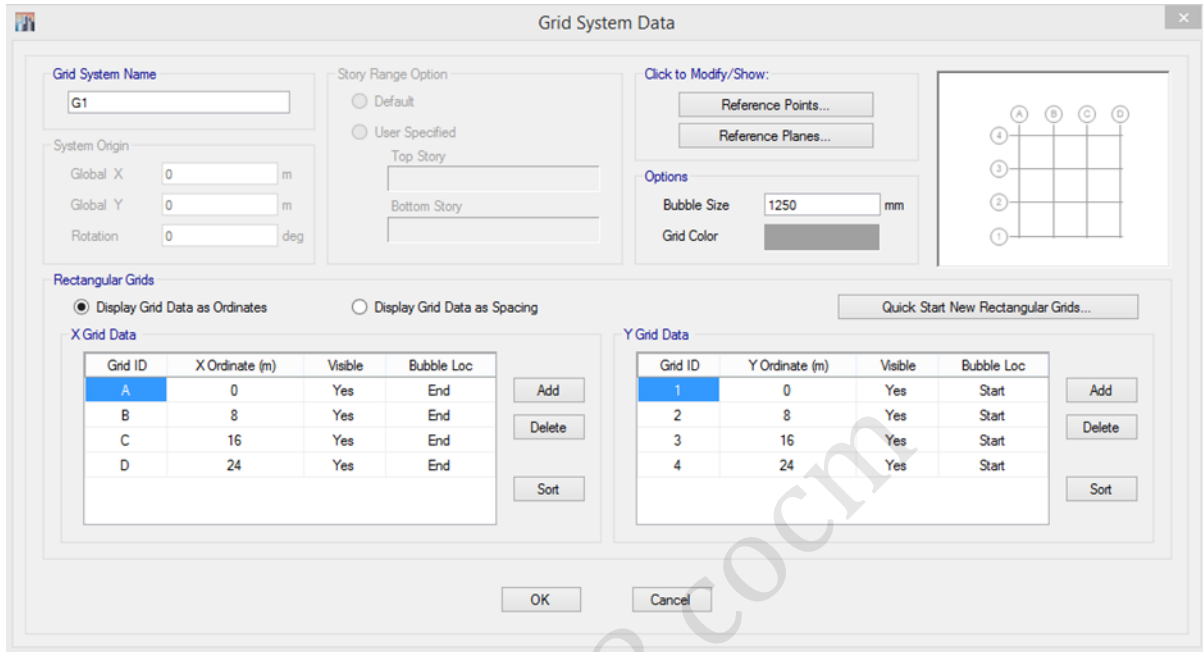 Grid System Data
Grid System Name
G1
System Origin
Global X 0 m
Global Y 0 m
Rotation 0 deg
Story Range Option
Default
User Specified
Top Story
Bottom Story
Click to Modify/Show:
Reference Points...
Reference Planes...
Options
Bubble Size 1250 mm
Grid Color
A B C D
4
3
2
1
Rectangular Grids
Display Grid Data as Ordinates Display Grid Data as Spacing Quick Start New Rectangular Grids...
X Grid Data
Grid ID X Ordinate (m) Visible Bubble Loc
A 0 Yes End
B 8 Yes End
C 16 Yes End
D 24 Yes End
Add
Delete
Sort
Y Grid Data
Grid ID Y Ordinate (m) Visible Bubble Loc
1 0 Yes Start
2 8 Yes Start
3 16 Yes Start
4 24 Yes Start
Add
Delete
Sort
OK Cancel
cocm